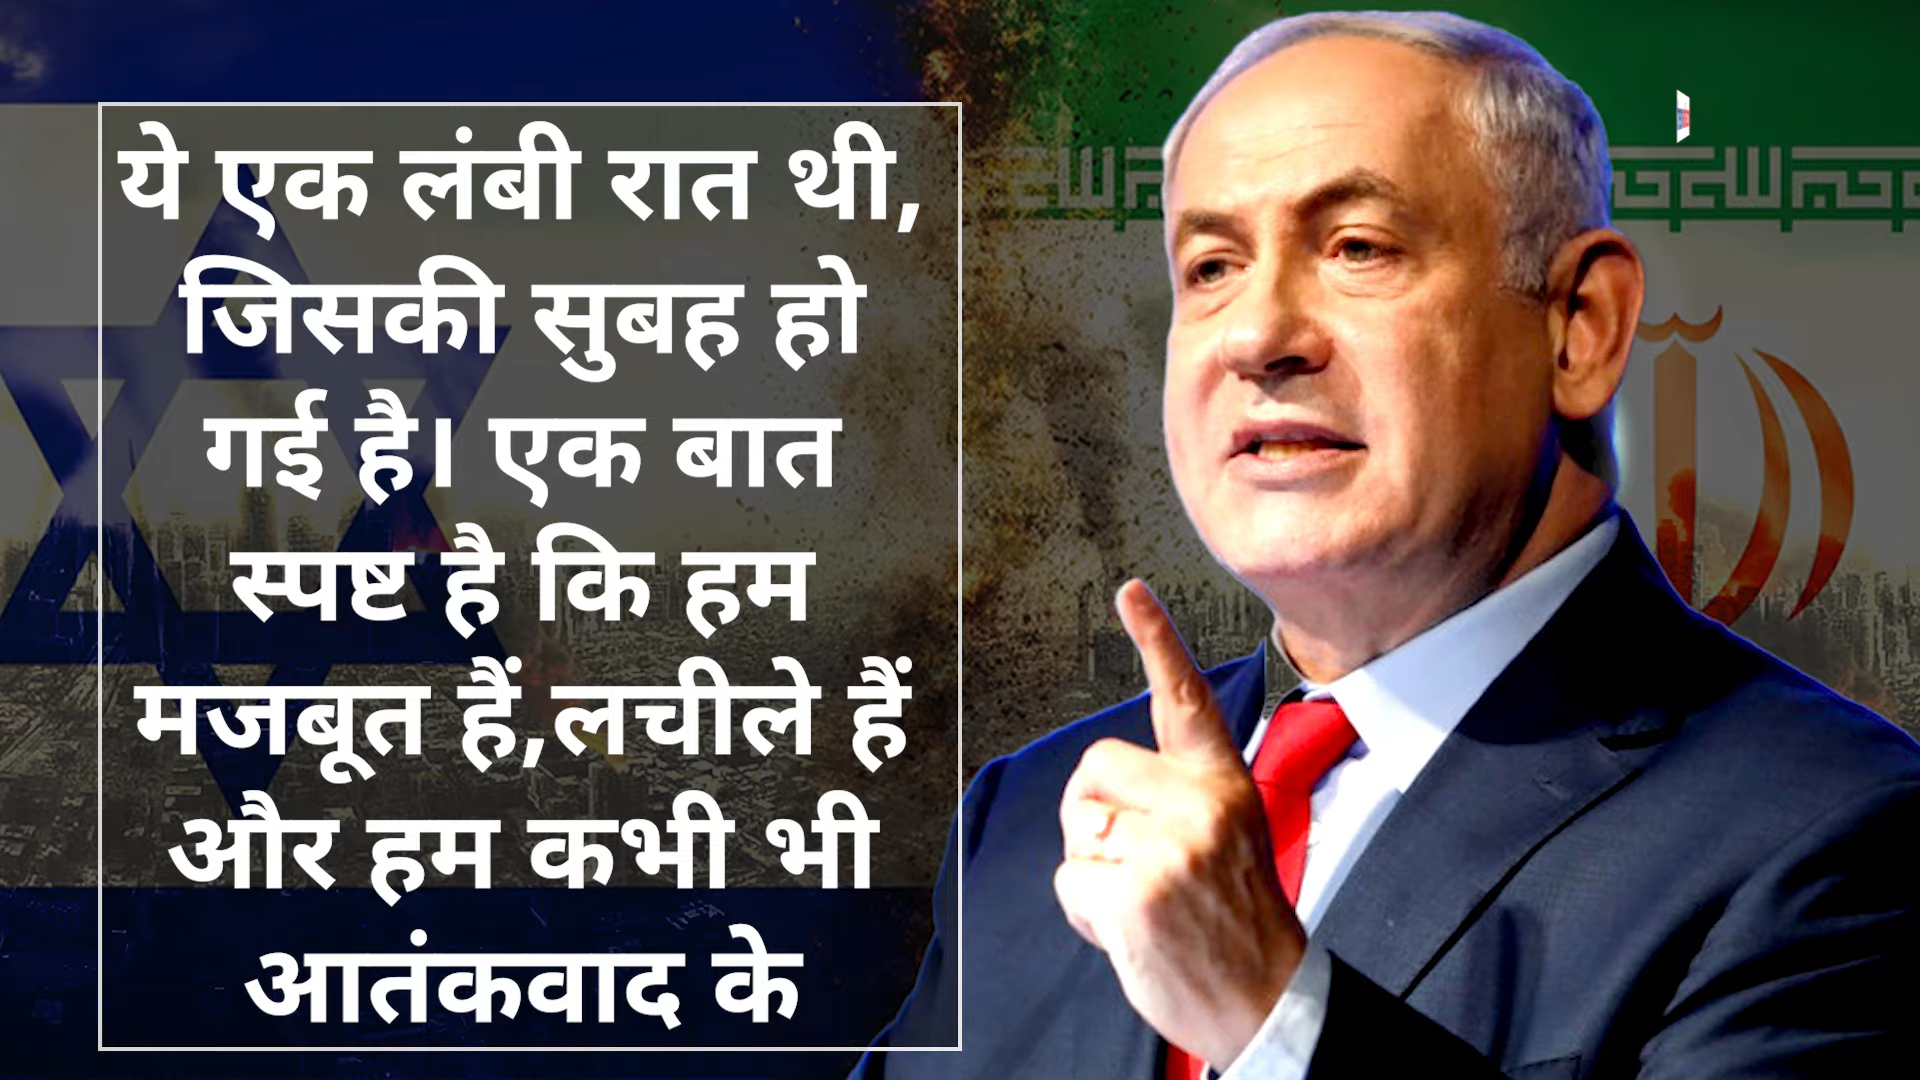 ये एक लंबी रात थी,
जिसकी सुबह हो
गई है। एक बात
स्पष्ट है कि हम
मजबूत हैं,लचीले हैं
और हम कभी भी
आतंकवाद के